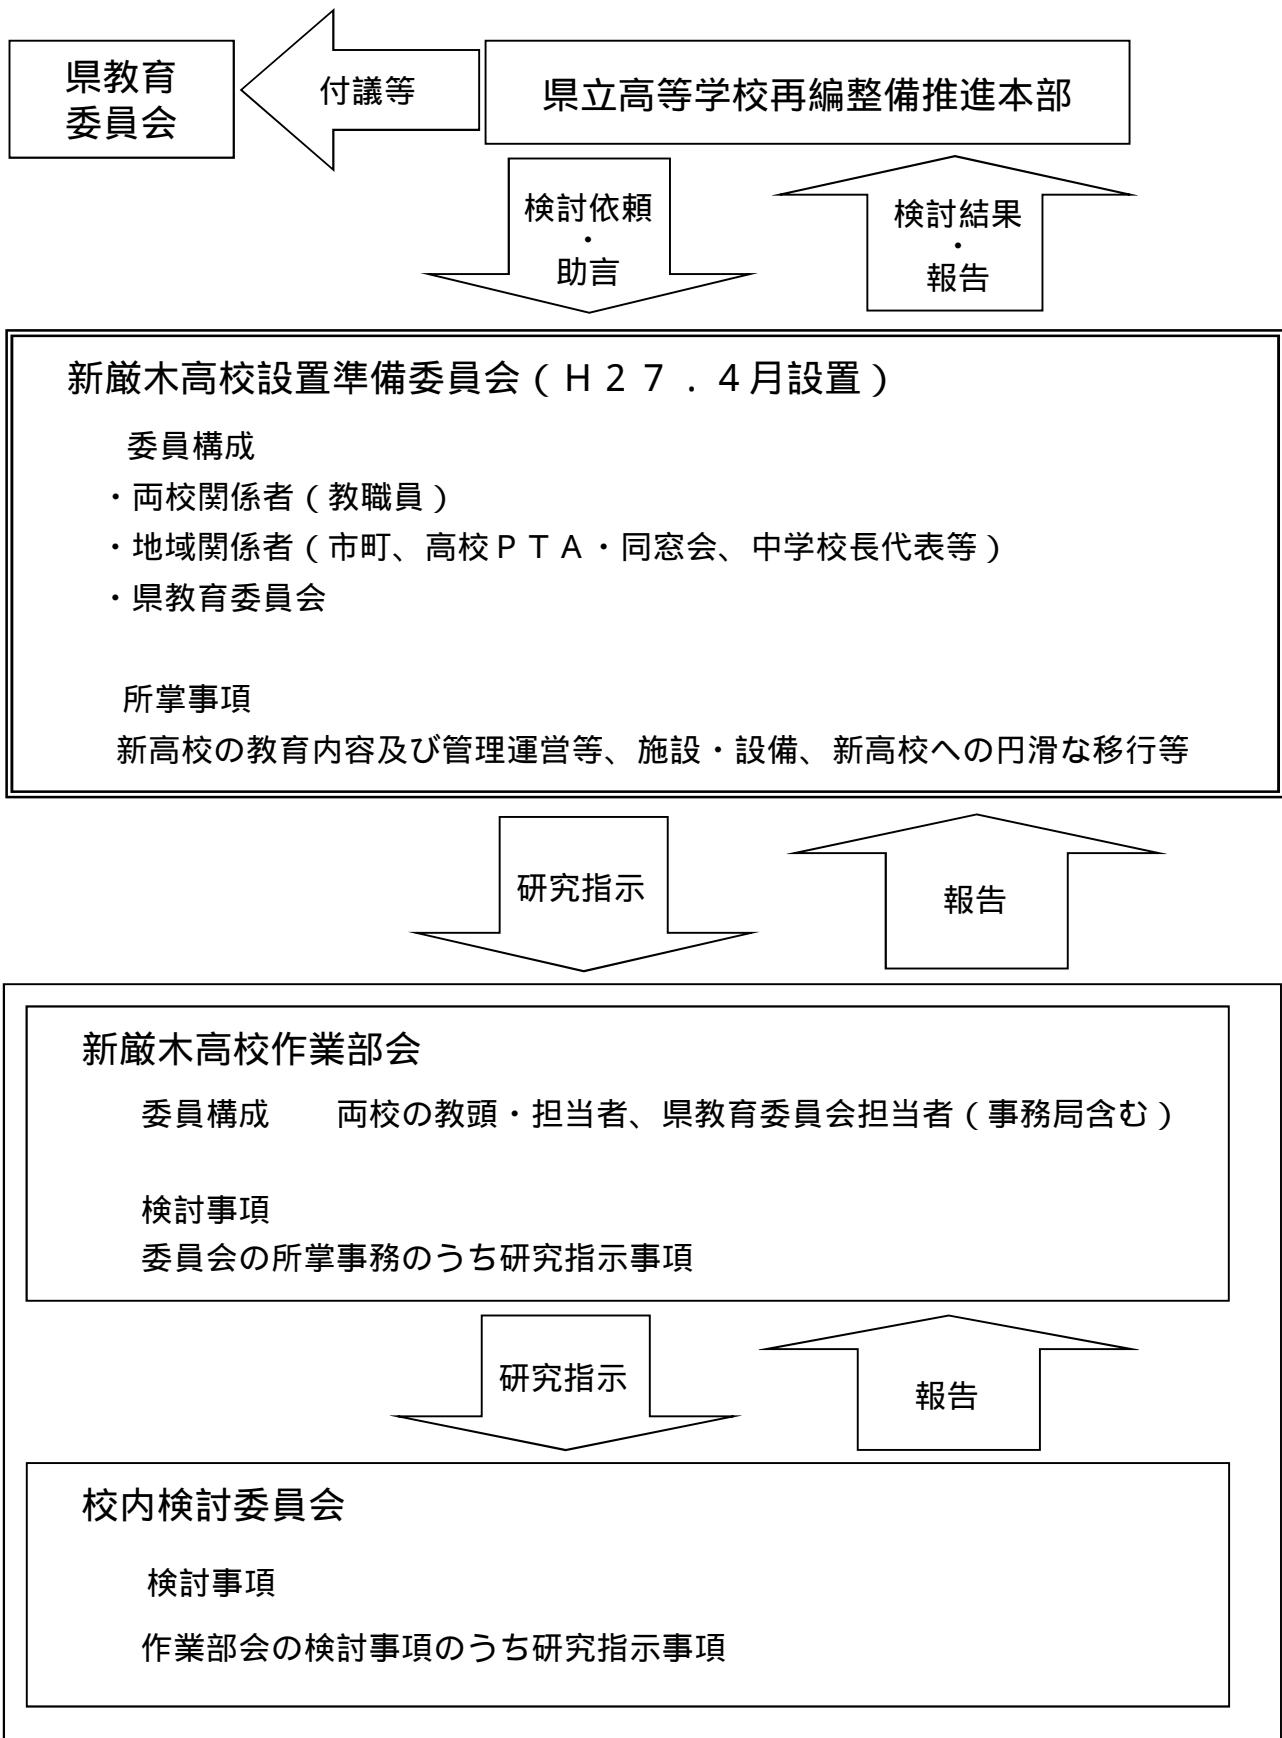 県教育
委員会
付議等
県立高等学校再編整備推進本部
検討依頼
・
助言
検討結果
・
報告
新厳木高校設置準備委員会（Ｈ２７．４月設置）
委員構成
・両校関係者（教職員）
・地域関係者（市町、高校ＰＴＡ・同窓会、中学校長代表等）
・県教育委員会
所掌事項
新高校の教育内容及び管理運営等、施設・設備、新高校への円滑な移行等
研究指示
報告
新厳木高校作業部会
委員構成　　両校の教頭・担当者、県教育委員会担当者（事務局含む）
検討事項
委員会の所掌事務のうち研究指示事項
研究指示
報告
校内検討委員会
検討事項
作業部会の検討事項のうち研究指示事項